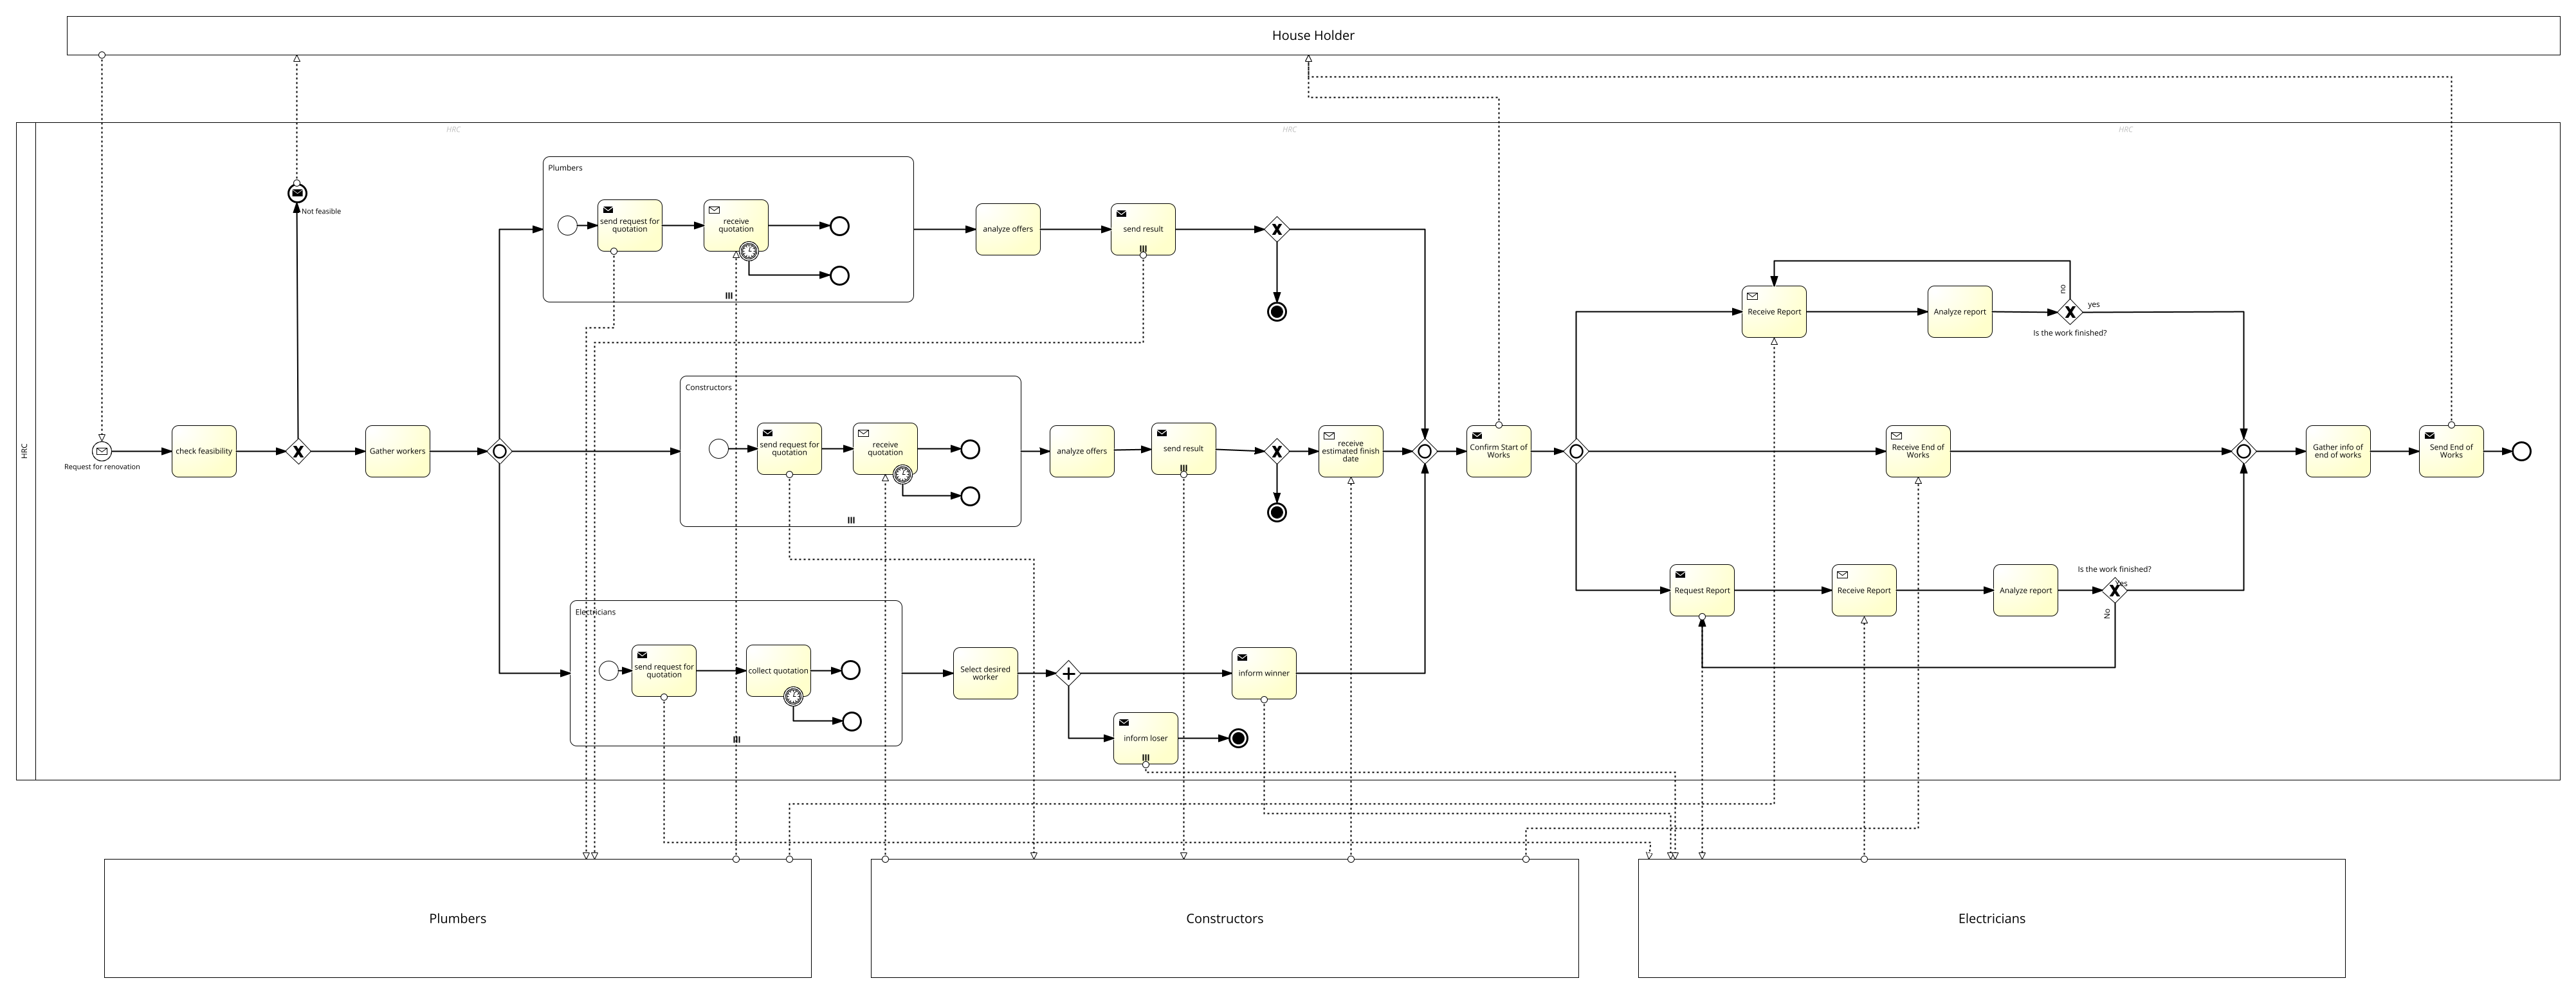 House Holder
HRC
HRC
HRC
HRC
Plumbers
send request for
quotation
receive
quotation
analyze offers
send result
Not feasible
Receive Report
Analyze report
no
yes
Is the work finished?
Constructors
Request for renovation
check feasibility
Gather workers
send request for
quotation
receive
quotation
analyze offers
send result
receive
estimated finish
date
Confirm Start of
Works
Receive End of
Works
Gather info of
end of works
Send End of
Works
Electricians
send request for
quotation
collect quotation
Select desired
worker
inform winner
inform loser
Request Report
Receive Report
Analyze report
Is the work finished?
yes
No
Plumbers
Constructors
Electricians